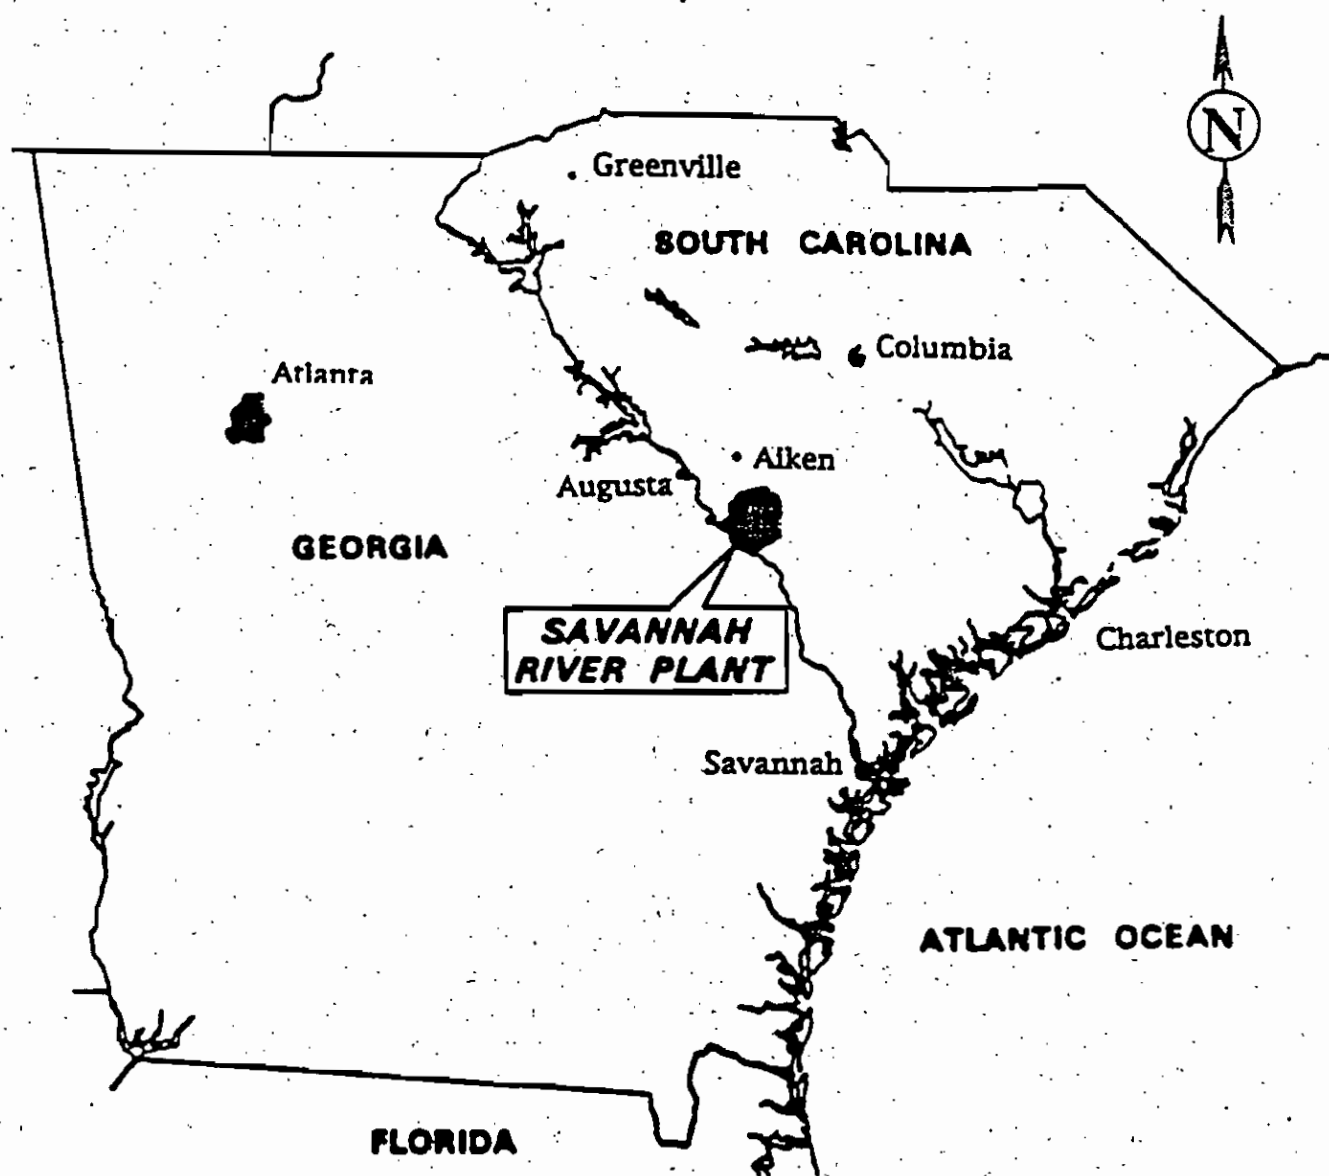 N
Greenville
SOUTH CAROLINA
Columbia
Atlanta
Aiken
Augusta
GEORGIA
SAVANNAH
RIVER PLANT
Charleston
Savannah
ATLANTIC OCEAN
FLORIDA